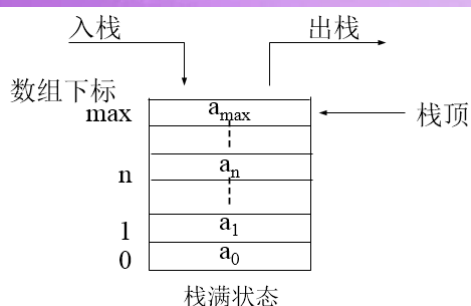 入栈 出栈
数组下标
max a_max 栈顶
n a_n
1 a_1
0 a_0
栈满状态